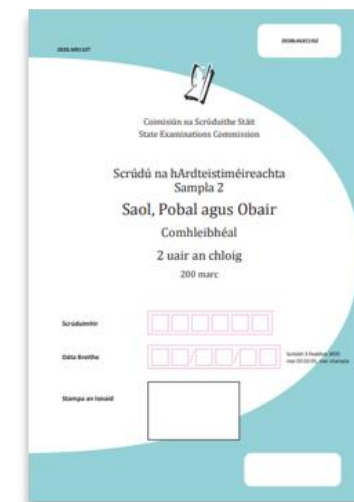 Coimisiún na Scrúduithe Stáit
State Examinations Commission
Scrúdú na hArdteistiméireachta
Sampla 2
Saol, Pobal agus Obair
Comhleibhéal
2 uair an chloig
200 marc
Scrúduimhir
Dáta Breithe
Stampa an Ionaid